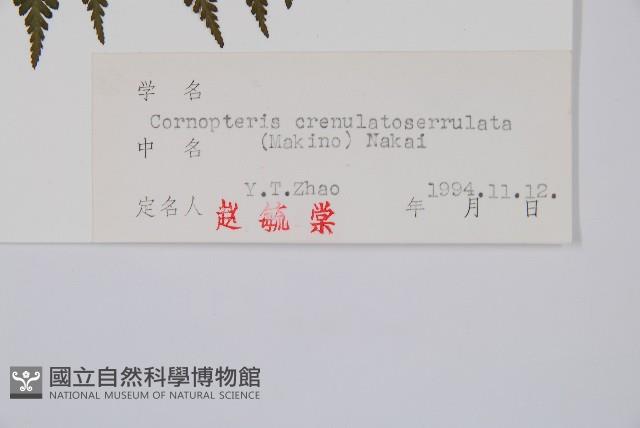 学 名
Cornopteris crenulatoserrulata
中 名 (Makino) Nakai
Y.T.Zhao 1994.11.12.
定名人 赵毓棠 年 月 日
國立自然科學博物館
NATIONAL MUSEUM OF NATURAL SCIENCE